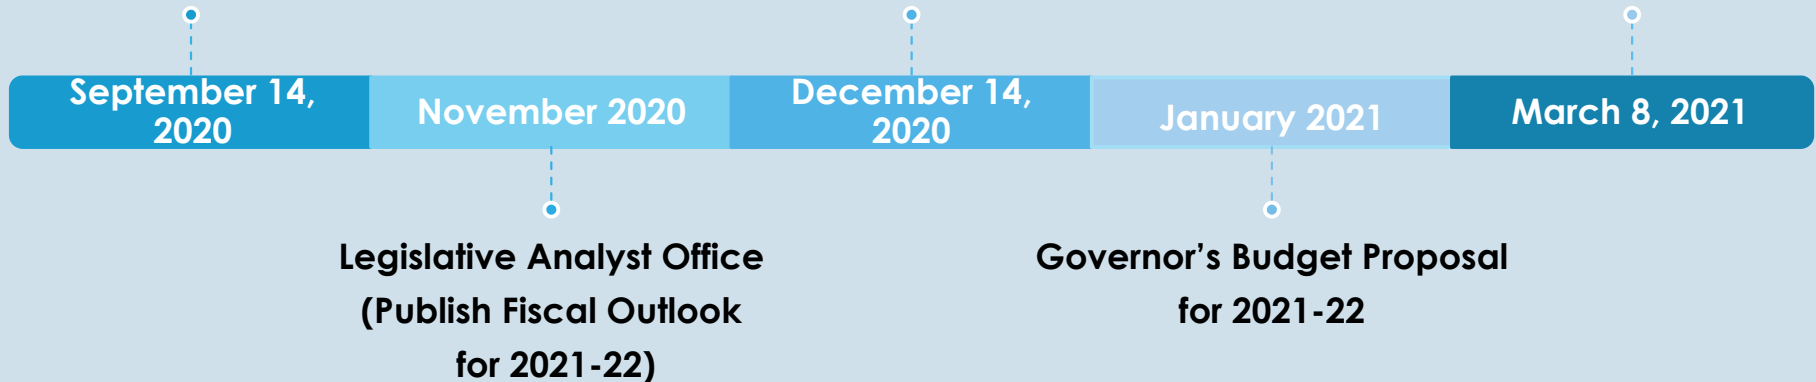 September 14,
2020
November 2020
December 14,
2020
January 2021
March 8, 2021
Legislative Analyst Office
(Publish Fiscal Outlook
for 2021-22)
Governor’s Budget Proposal
for 2021-22